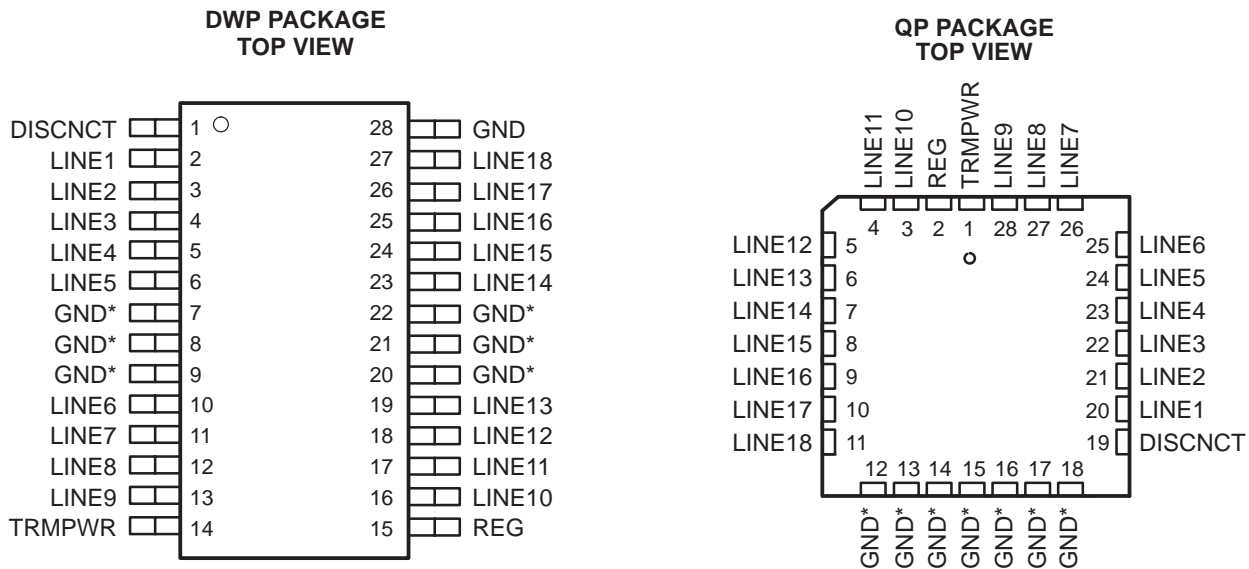 DWP PACKAGE
TOP VIEW
DISCNCT 1 28 GND
LINE1 2 27 LINE18
LINE2 3 26 LINE17
LINE3 4 25 LINE16
LINE4 5 24 LINE15
LINE5 6 23 LINE14
GND* 7 22 GND*
GND* 8 21 GND*
GND* 9 20 GND*
LINE6 10 19 LINE13
LINE7 11 18 LINE12
LINE8 12 17 LINE11
LINE9 13 16 LINE10
TRMPWR 14 15 REG
QP PACKAGE
TOP VIEW
LINE11 LINE10 REG TRMPWR LINE9 LINE8 LINE7
4 3 2 1 28 27 26
LINE12 5 25 LINE6
LINE13 6 24 LINE5
LINE14 7 23 LINE4
LINE15 8 22 LINE3
LINE16 9 21 LINE2
LINE17 10 20 LINE1
LINE18 11 19 DISCNCT
12 13 14 15 16 17 18
GND* GND* GND* GND* GND* GND* GND*